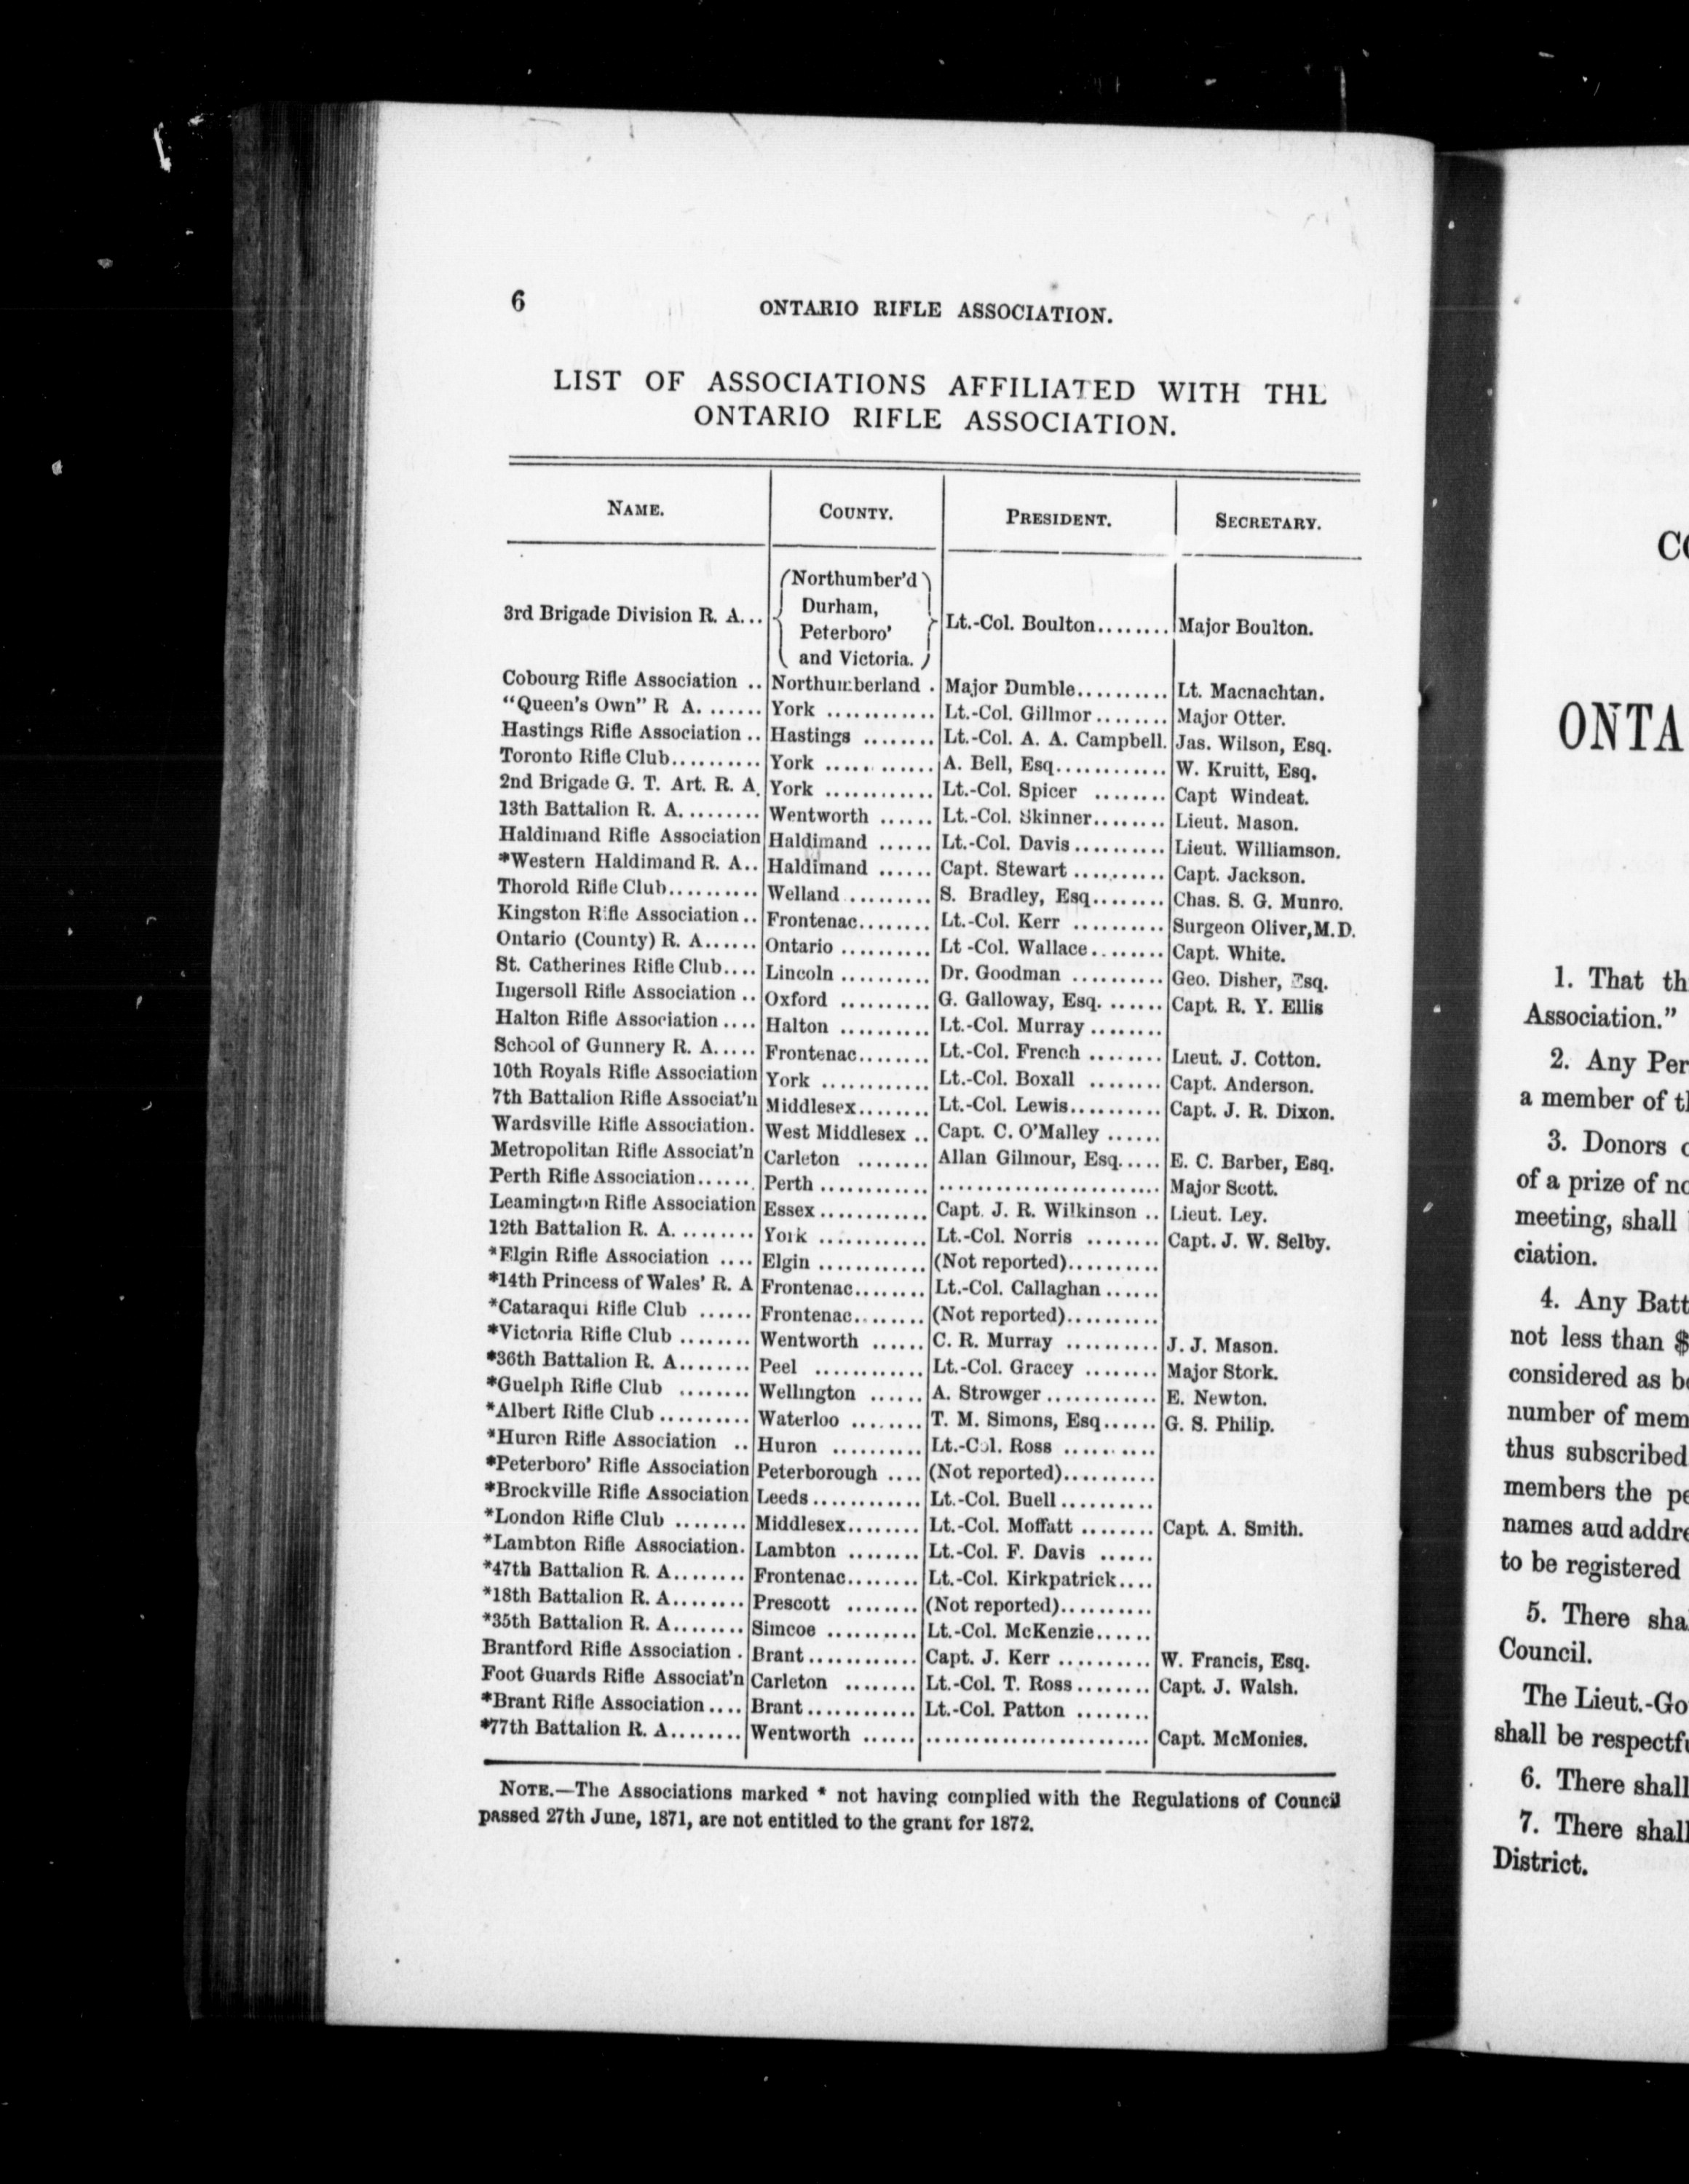 6
ONTARIO RIFLE ASSOCIATION.
LIST OF ASSOCIATIONS AFFILIATED WITH THE
ONTARIO RIFLE ASSOCIATION.
NAME. COUNTY. PRESIDENT. SECRETARY.
3rd Brigade Division R. A... {Northumber'd Durham, Peterboro' and Victoria.} Lt.-Col. Boulton........ Major Boulton.
Cobourg Rifle Association .. Northumberland . Major Dumble.......... Lt. Macnachtan.
"Queen's Own" R A. ...... York ............ Lt.-Col. Gillmor........ Major Otter.
Hastings Rifle Association .. Hastings ........ Lt.-Col. A. A. Campbell. Jas. Wilson, Esq.
Toronto Rifle Club.......... York ............ A. Bell, Esq............ W. Kruitt, Esq.
2nd Brigade G. T. Art. R. A. York ............ Lt.-Col. Spicer ........ Capt Windeat.
13th Battalion R. A. ........ Wentworth ...... Lt.-Col. Skinner........ Lieut. Mason.
Haldimand Rifle Association Haldimand ...... Lt.-Col. Davis.......... Lieut. Williamson.
*Western Haldimand R. A.. Haldimand ...... Capt. Stewart .......... Capt. Jackson.
Thorold Rifle Club.......... Welland ......... S. Bradley, Esq........ Chas. S. G. Munro.
Kingston Rifle Association.. Frontenac........ Lt.-Col. Kerr .......... Surgeon Oliver,M.D.
Ontario (County) R. A...... Ontario .......... Lt -Col. Wallace........ Capt. White.
St. Catherines Rifle Club.... Lincoln .......... Dr. Goodman .......... Geo. Disher, Esq.
Ingersoll Rifle Association .. Oxford .......... G. Galloway, Esq. ...... Capt. R. Y. Ellis
Halton Rifle Association .... Halton .......... Lt.-Col. Murray ........
School of Gunnery R. A..... Frontenac........ Lt.-Col. French ........ Lieut. J. Cotton.
10th Royals Rifle Association York ............ Lt.-Col. Boxall ........ Capt. Anderson.
7th Battalion Rifle Associat'n Middlesex........ Lt.-Col. Lewis.......... Capt. J. R. Dixon.
Wardsville Rifle Association. West Middlesex .. Capt. C. O'Malley ......
Metropolitan Rifle Associat'n Carleton ........ Allan Gilmour, Esq..... E. C. Barber, Esq.
Perth Rifle Association....... Perth ............ ........................ Major Scott.
Leamington Rifle Association Essex ............ Capt. J. R. Wilkinson .. Lieut. Ley.
12th Battalion R. A. ........ York ............ Lt.-Col. Norris ........ Capt. J. W. Selby.
*Elgin Rifle Association .... Elgin ............ (Not reported)..........
*14th Princess of Wales' R. A Frontenac........ Lt.-Col. Callaghan ......
*Cataraqui Rifle Club ...... Frontenac........ (Not reported)..........
*Victoria Rifle Club ........ Wentworth ...... C. R. Murray .......... J. J. Mason.
*36th Battalion R. A........ Peel ............ Lt.-Col. Gracey ........ Major Stork.
*Guelph Rifle Club ........ Wellington ...... A. Strowger ............ E. Newton.
*Albert Rifle Club .......... Waterloo ........ T. M. Simons, Esq...... G. S. Philip.
*Huron Rifle Association .. Huron .......... Lt.-Col. Ross ..........
*Peterboro' Rifle Association Peterborough .... (Not reported)..........
*Brockville Rifle Association Leeds ............ Lt.-Col. Buell ..........
*London Rifle Club ........ Middlesex........ Lt.-Col. Moffatt ........ Capt. A. Smith.
*Lambton Rifle Association. Lambton ........ Lt.-Col. F. Davis ......
*47th Battalion R. A........ Frontenac........ Lt.-Col. Kirkpatrick....
*18th Battalion R. A........ Prescott ........ (Not reported)..........
*35th Battalion R. A........ Simcoe .......... Lt.-Col. McKenzie......
Brantford Rifle Association . Brant ............ Capt. J. Kerr .......... W. Francis, Esq.
Foot Guards Rifle Associat'n Carleton ........ Lt.-Col. T. Ross ........ Capt. J. Walsh.
*Brant Rifle Association .... Brant ............ Lt.-Col. Patton ........
*77th Battalion R. A........ Wentworth ...... ........................ Capt. McMonies.
NOTE.—The Associations marked * not having complied with the Regulations of Council
passed 27th June, 1871, are not entitled to the grant for 1872.
CO
ONTA
1. That th
Association."
2. Any Per
a member of t
3. Donors
of a prize of no
meeting, shall
ciation.
4. Any Batt
not less than $
considered as b
number of mem
thus subscribed
members the pe
names aud addre
to be registered
5. There sha
Council.
The Lieut.-Go
shall be respectf
6. There shall
7. There shall
District.